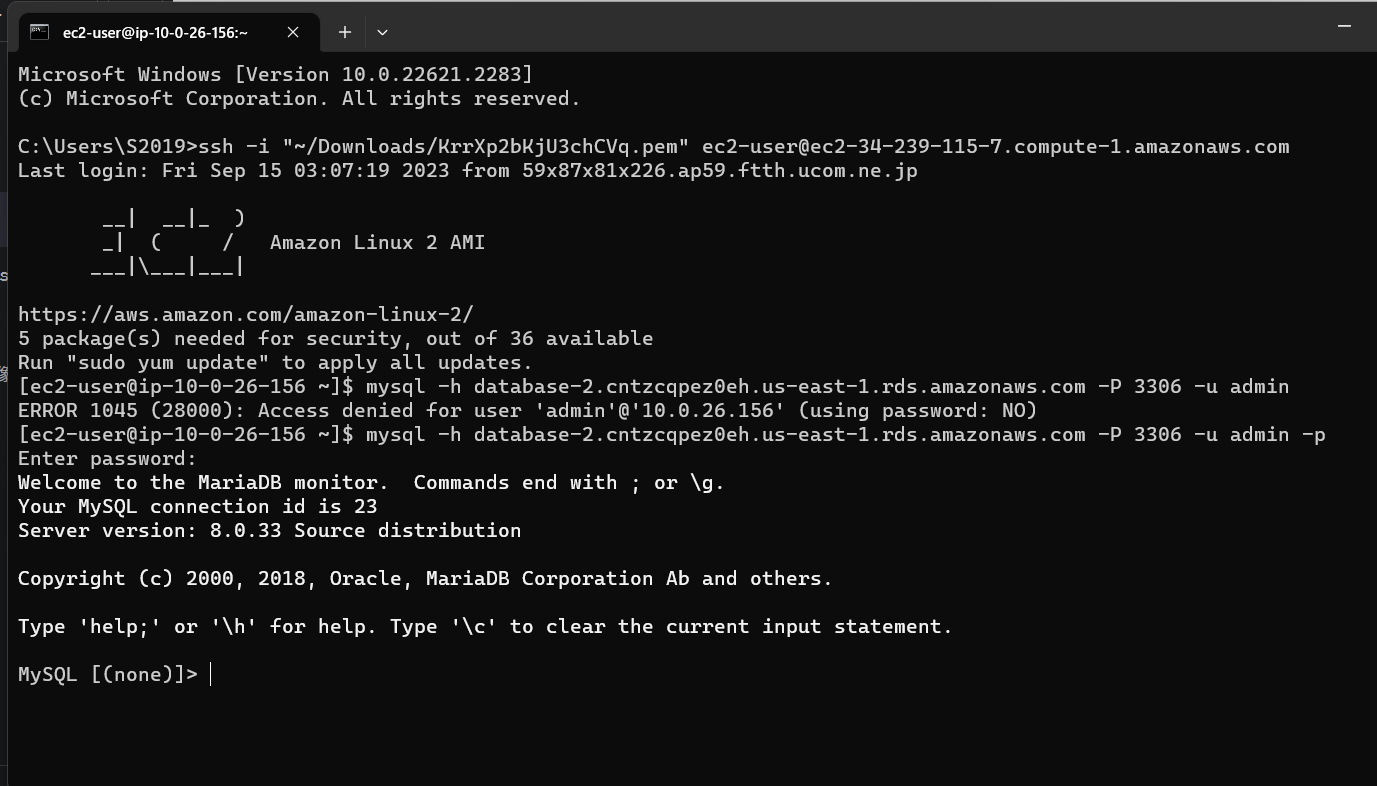 ec2-user@ip-10-0-26-156:~
Microsoft Windows [Version 10.0.22621.2283]
(c) Microsoft Corporation. All rights reserved.
C:\Users\S2019>ssh -i "~/Downloads/KrrXp2bKjU3chCVq.pem" ec2-user@ec2-34-239-115-7.compute-1.amazonaws.com
Last login: Fri Sep 15 03:07:19 2023 from 59x87x81x226.ap59.ftth.ucom.ne.jp
       __|  __|_  )
       _|  (     /   Amazon Linux 2 AMI
      ___|\___|___|
https://aws.amazon.com/amazon-linux-2/
5 package(s) needed for security, out of 36 available
Run "sudo yum update" to apply all updates.
[ec2-user@ip-10-0-26-156 ~]$ mysql -h database-2.cntzcqpez0eh.us-east-1.rds.amazonaws.com -P 3306 -u admin
ERROR 1045 (28000): Access denied for user 'admin'@'10.0.26.156' (using password: NO)
[ec2-user@ip-10-0-26-156 ~]$ mysql -h database-2.cntzcqpez0eh.us-east-1.rds.amazonaws.com -P 3306 -u admin -p
Enter password:
Welcome to the MariaDB monitor.  Commands end with ; or \g.
Your MySQL connection id is 23
Server version: 8.0.33 Source distribution
Copyright (c) 2000, 2018, Oracle, MariaDB Corporation Ab and others.
Type 'help;' or '\h' for help. Type '\c' to clear the current input statement.
MySQL [(none)]>